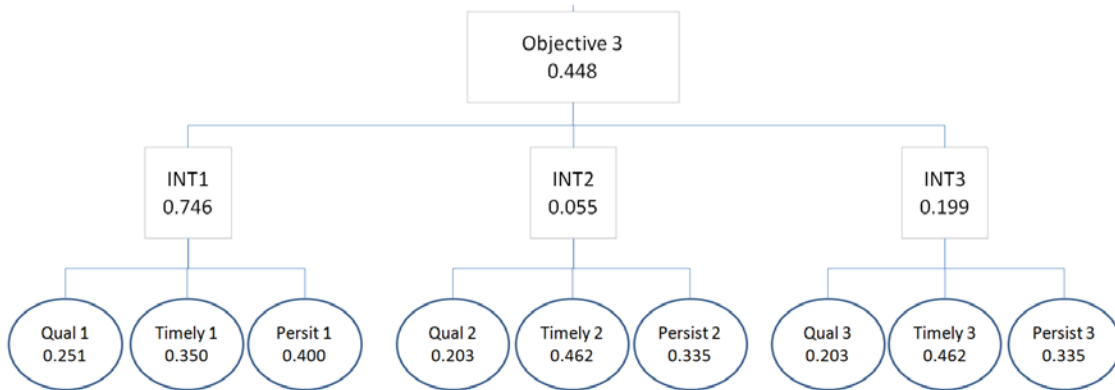 Objective 3
0.448
INT1
0.746
INT2
0.055
INT3
0.199
Qual 1
0.251
Timely 1
0.350
Persit 1
0.400
Qual 2
0.203
Timely 2
0.462
Persist 2
0.335
Qual 3
0.203
Timely 3
0.462
Persist 3
0.335